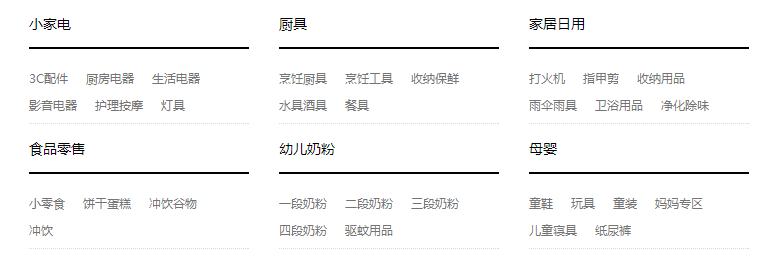 小家电
3C配件 厨房电器 生活电器
影音电器 护理按摩 灯具
厨具
烹饪厨具 烹饪工具 收纳保鲜
水具酒具 餐具
家居日用
打火机 指甲剪 收纳用品
雨伞雨具 卫浴用品 净化除味
食品零售
小零食 饼干蛋糕 冲饮谷物
冲饮
幼儿奶粉
一段奶粉 二段奶粉 三段奶粉
四段奶粉 驱蚊用品
母婴
童鞋 玩具 童装 妈妈专区
儿童寝具 纸尿裤